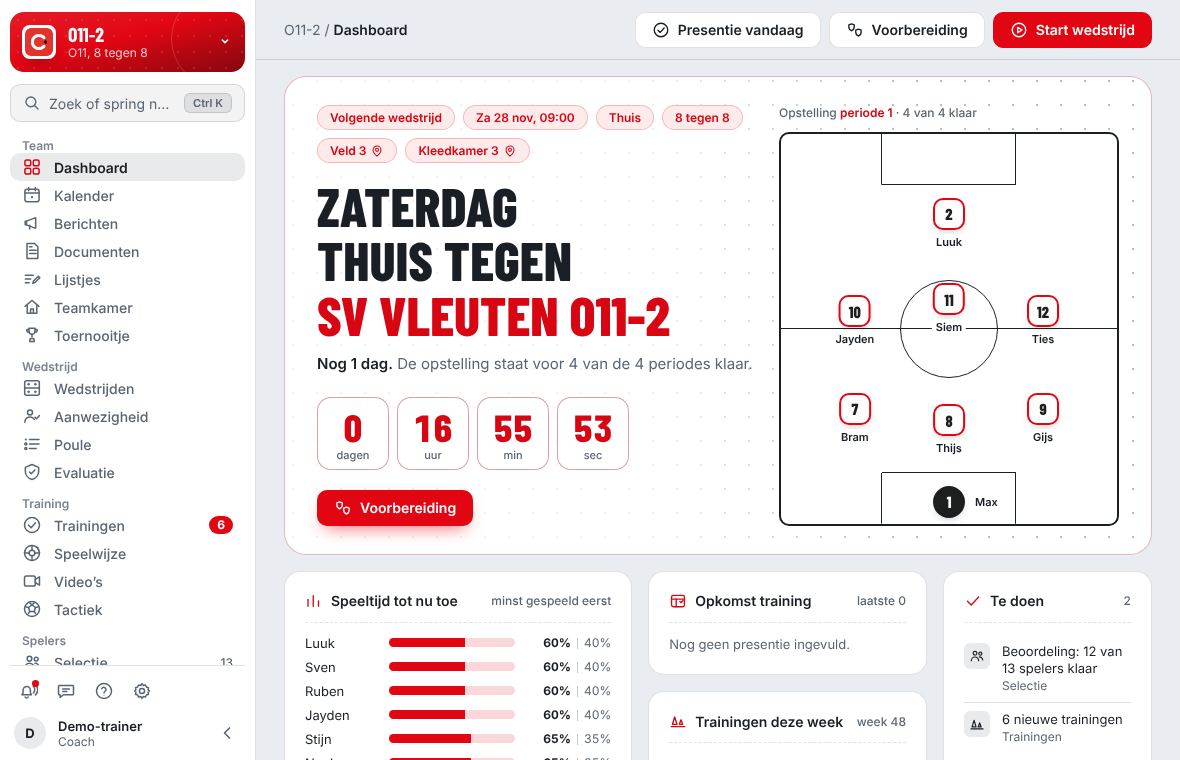 O11-2
O11, 8 tegen 8
Zoek of spring n...
Ctrl K
Team
Dashboard
Kalender
Berichten
Documenten
Lijstjes
Teamkamer
Toernooitje
Wedstrijd
Wedstrijden
Aanwezigheid
Poule
Evaluatie
Training
Trainingen 6
Speelwijze
Video's
Tactiek
Spelers
Selectie 13
D
Demo-trainer
Coach
O11-2 / Dashboard
Presentie vandaag
Voorbereiding
Start wedstrijd
Volgende wedstrijd
Za 28 nov, 09:00
Thuis
8 tegen 8
Veld 3
Kleedkamer 3
ZATERDAG
THUIS TEGEN
SV VLEUTEN O11-2
Nog 1 dag. De opstelling staat voor 4 van de 4 periodes klaar.
0 16 55 53
dagen uur min sec
Voorbereiding
Opstelling periode 1 · 4 van 4 klaar
2
Luuk
10
Jayden
11
Siem
12
Ties
7
Bram
8
Thijs
9
Gijs
1 Max
Speeltijd tot nu toe
minst gespeeld eerst
Luuk 60% | 40%
Sven 60% | 40%
Ruben 60% | 40%
Jayden 60% | 40%
Stijn 65% | 35%
Opkomst training
laatste 0
Nog geen presentie ingevuld.
Trainingen deze week
week 48
Te doen
2
Beoordeling: 12 van
13 spelers klaar
Selectie
6 nieuwe trainingen
Trainingen